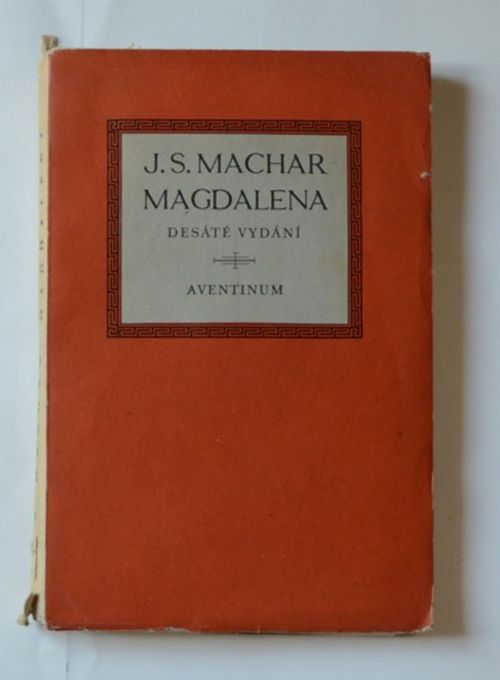 J. S. MACHAR
MAGDALENA
DESÁTÉ VYDÁNÍ
AVENTINUM